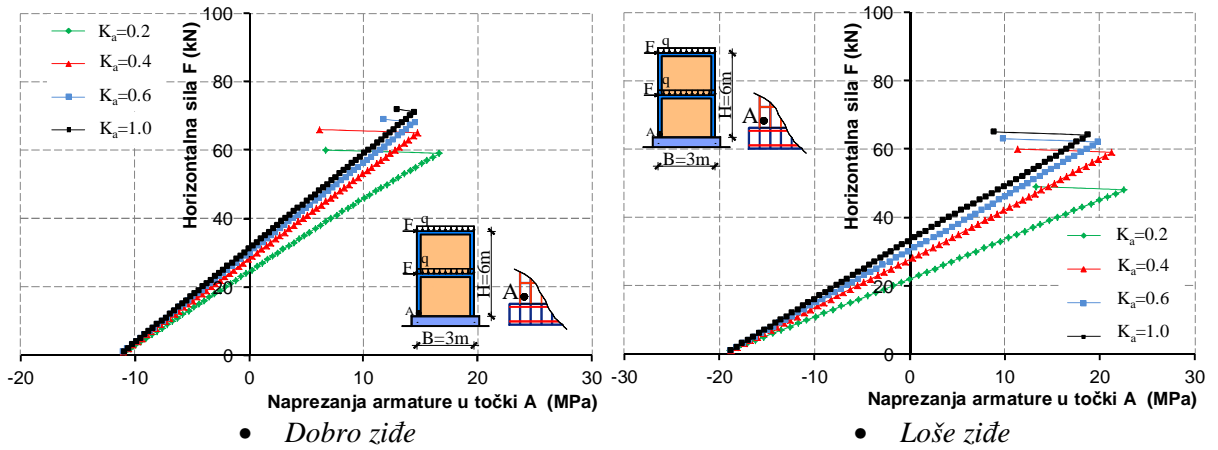 Horizontalna sila F (kN)
100
80
60
40
20
0
-20
-10
0
10
20
30
Naprezanja armature u točki A (MPa)
Kₐ=0.2
Kₐ=0.4
Kₐ=0.6
Kₐ=1.0
q
F
q
F
A
H=6m
B=3m
A
• Dobro ziđe
Horizontalna sila F (kN)
100
80
60
40
20
0
-30
-20
-10
0
10
20
30
Naprezanja armature u točki A (MPa)
q
F
q
F
A
H=6m
B=3m
A
Kₐ=0.2
Kₐ=0.4
Kₐ=0.6
Kₐ=1.0
• Loše ziđe